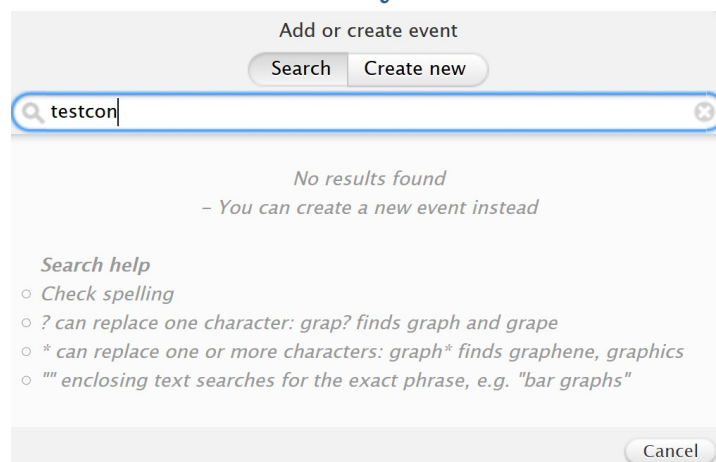 Add or create event
Search Create new
testcon
No results found
– You can create a new event instead
Search help
Check spelling
? can replace one character: grap? finds graph and grape
* can replace one or more characters: graph* finds graphene, graphics
"" enclosing text searches for the exact phrase, e.g. "bar graphs"
Cancel